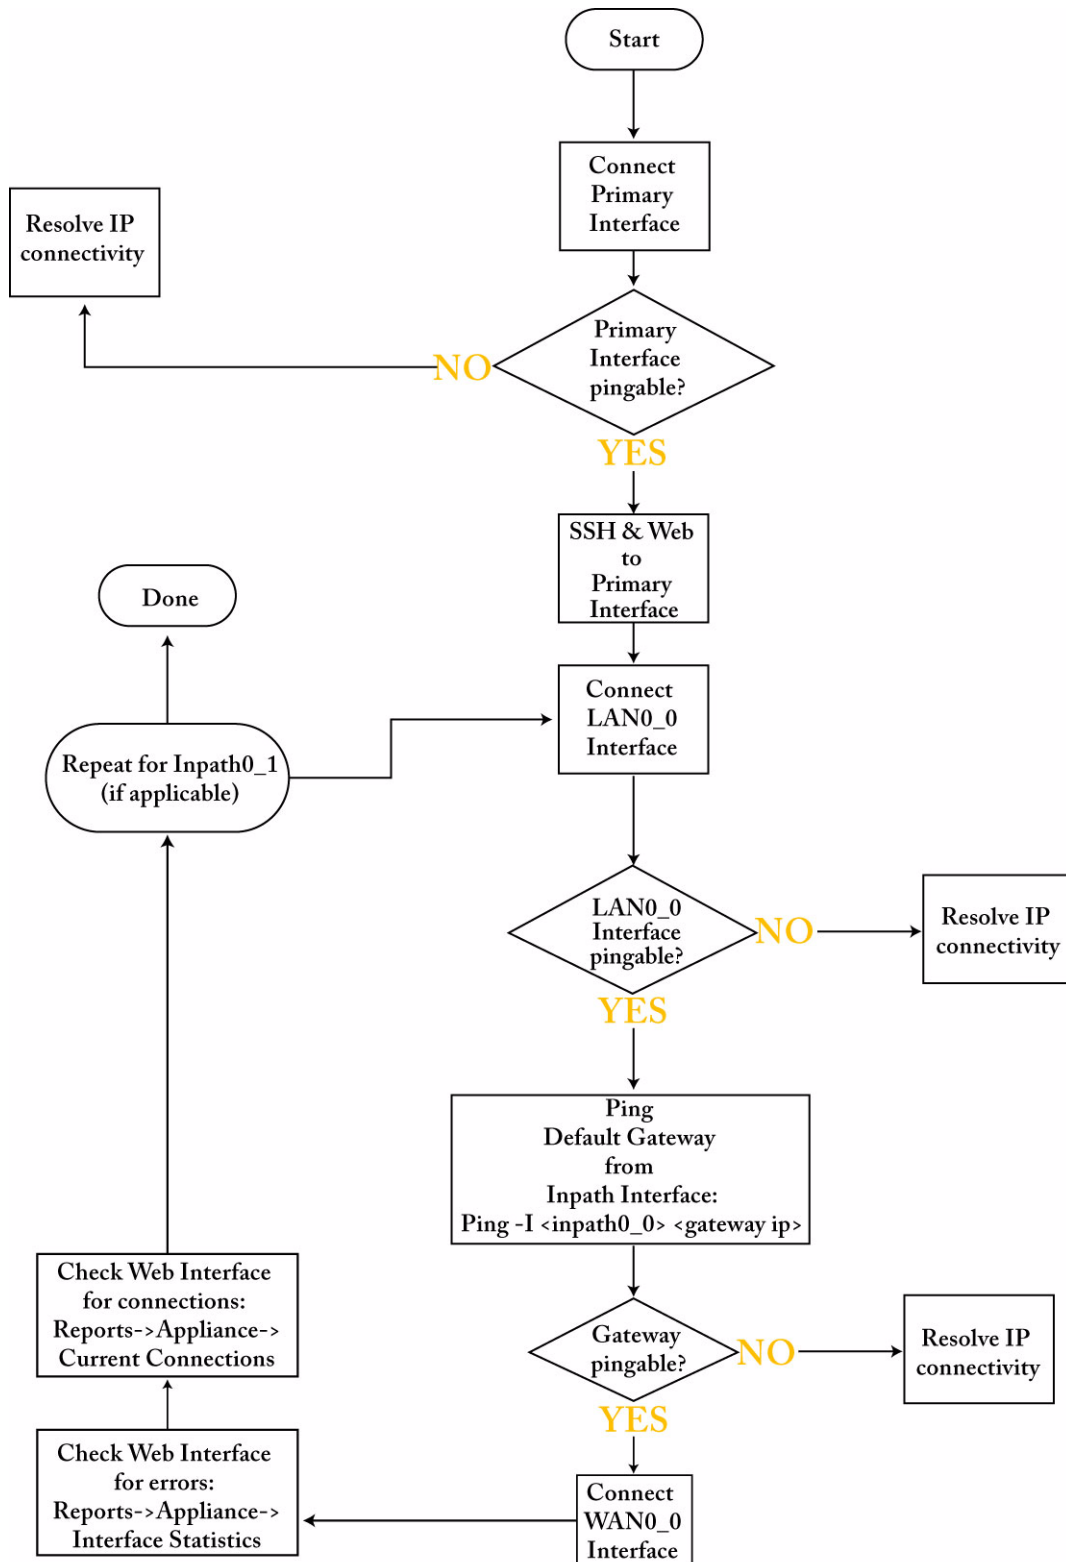 Start
Connect
Primary
Interface
Resolve IP
connectivity
Primary
Interface
pingable?
NO
YES
SSH & Web
to
Primary
Interface
Done
Connect
LAN0_0
Interface
Repeat for Inpath0_1
(if applicable)
LAN0_0
Interface
pingable?
NO
Resolve IP
connectivity
YES
Ping
Default Gateway
from
Inpath Interface:
Ping -I <inpath0_0> <gateway ip>
Check Web Interface
for connections:
Reports->Appliance->
Current Connections
Gateway
pingable?
NO
Resolve IP
connectivity
YES
Check Web Interface
for errors:
Reports->Appliance->
Interface Statistics
Connect
WAN0_0
Interface